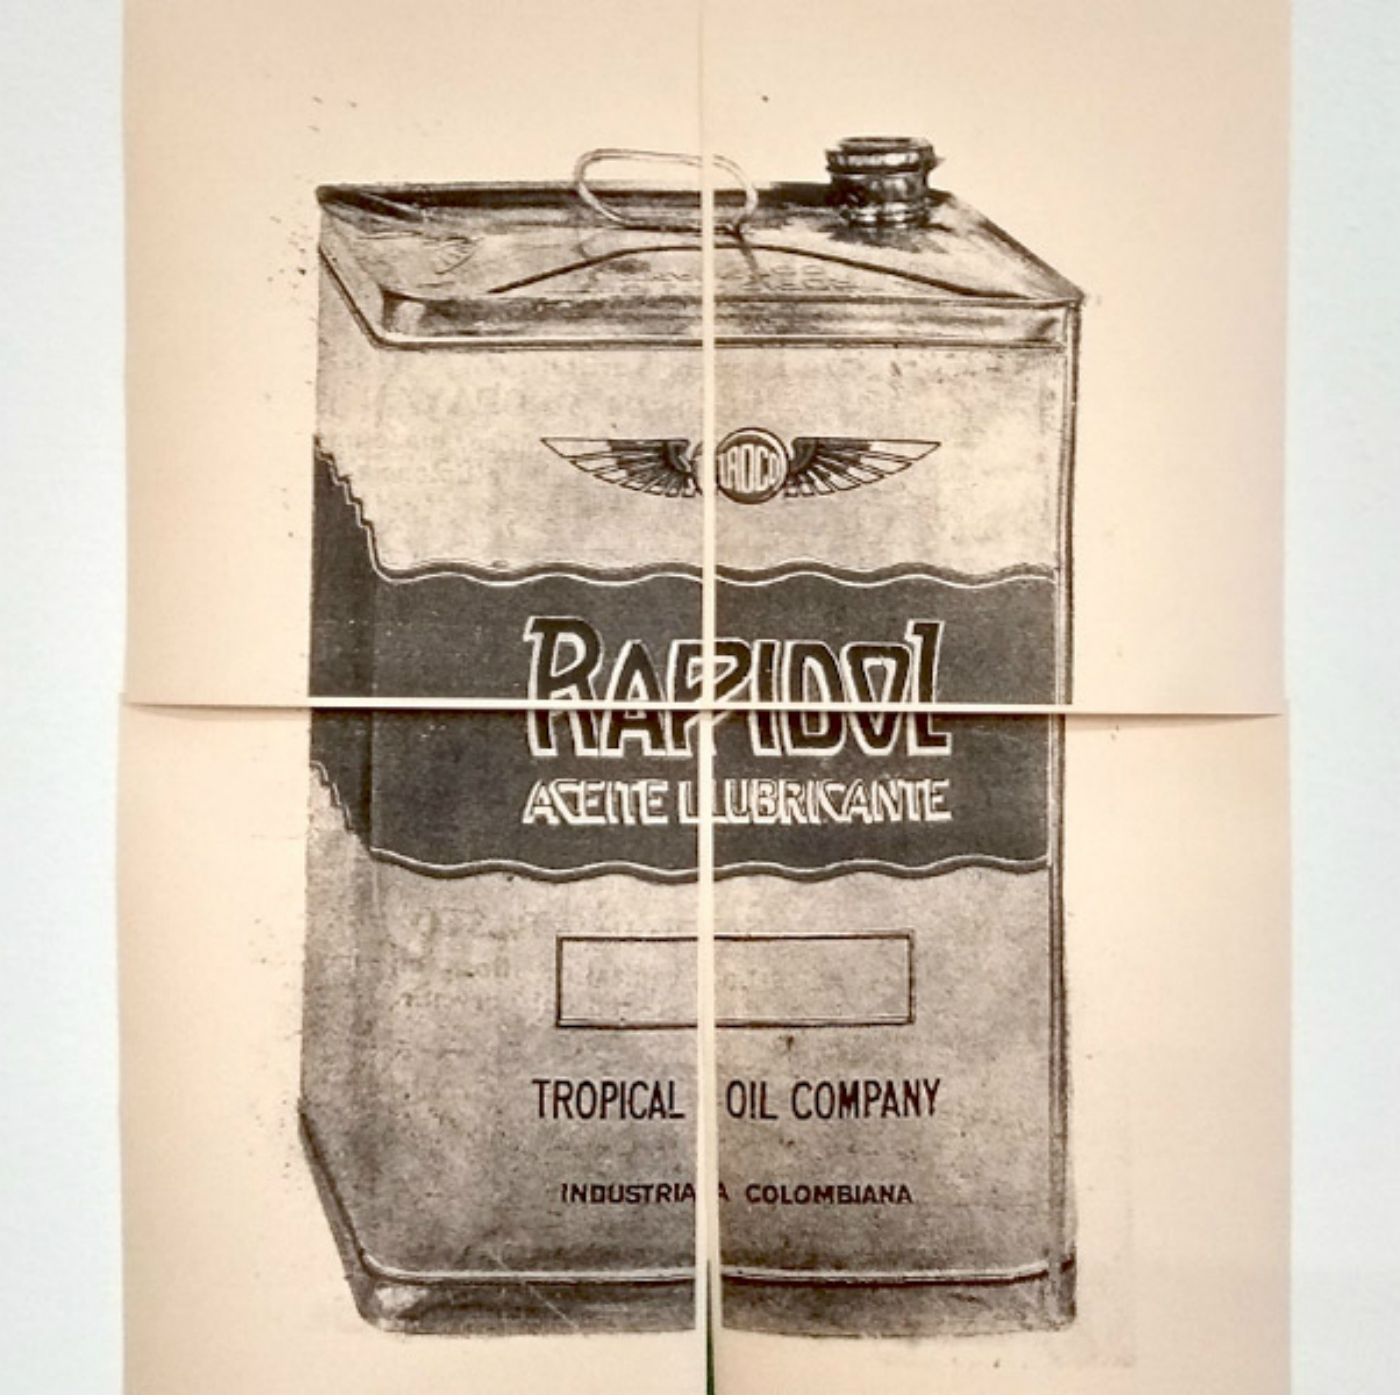 TROCO
RAPIDOL
ACEITE LUBRICANTE
TROPICAL OIL COMPANY
INDUSTRIA COLOMBIANA